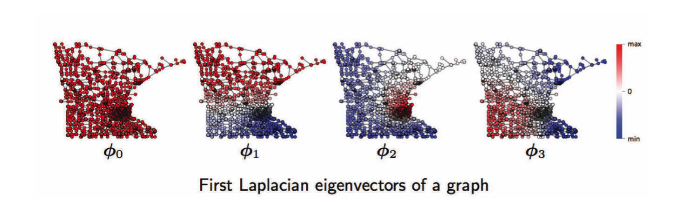 max
0
min
ϕ0 ϕ1 ϕ2 ϕ3
First Laplacian eigenvectors of a graph